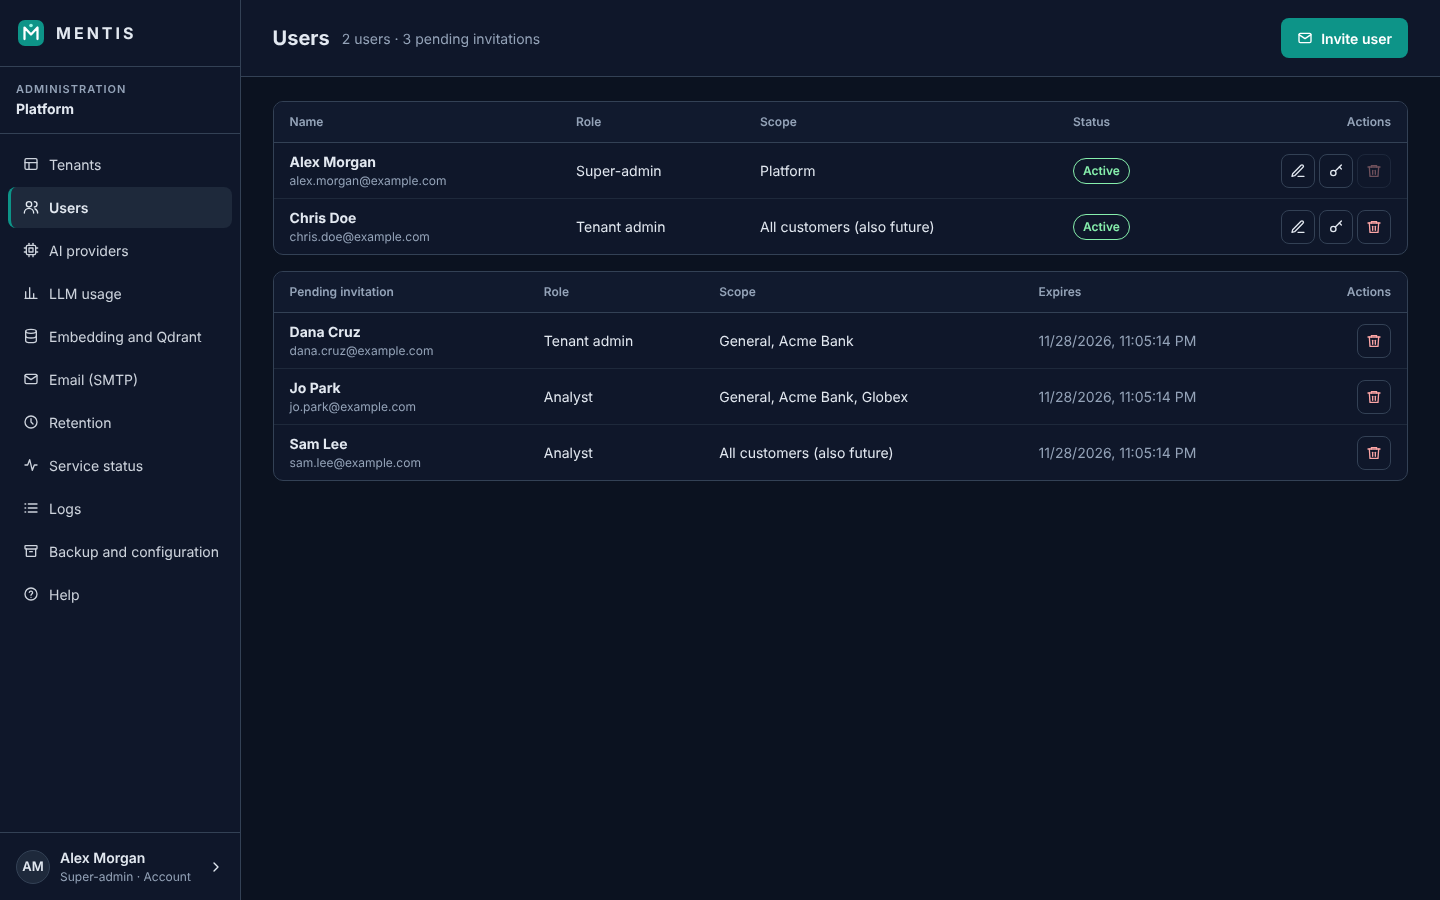 MENTIS
ADMINISTRATION
Platform
Tenants
Users
AI providers
LLM usage
Embedding and Qdrant
Email (SMTP)
Retention
Service status
Logs
Backup and configuration
Help
AM
Alex Morgan
Super-admin · Account
Users 2 users · 3 pending invitations
Invite user
Name Role Scope Status Actions
Alex Morgan
alex.morgan@example.com
Super-admin Platform Active
Chris Doe
chris.doe@example.com
Tenant admin All customers (also future) Active
Pending invitation Role Scope Expires Actions
Dana Cruz
dana.cruz@example.com
Tenant admin General, Acme Bank 11/28/2026, 11:05:14 PM
Jo Park
jo.park@example.com
Analyst General, Acme Bank, Globex 11/28/2026, 11:05:14 PM
Sam Lee
sam.lee@example.com
Analyst All customers (also future) 11/28/2026, 11:05:14 PM